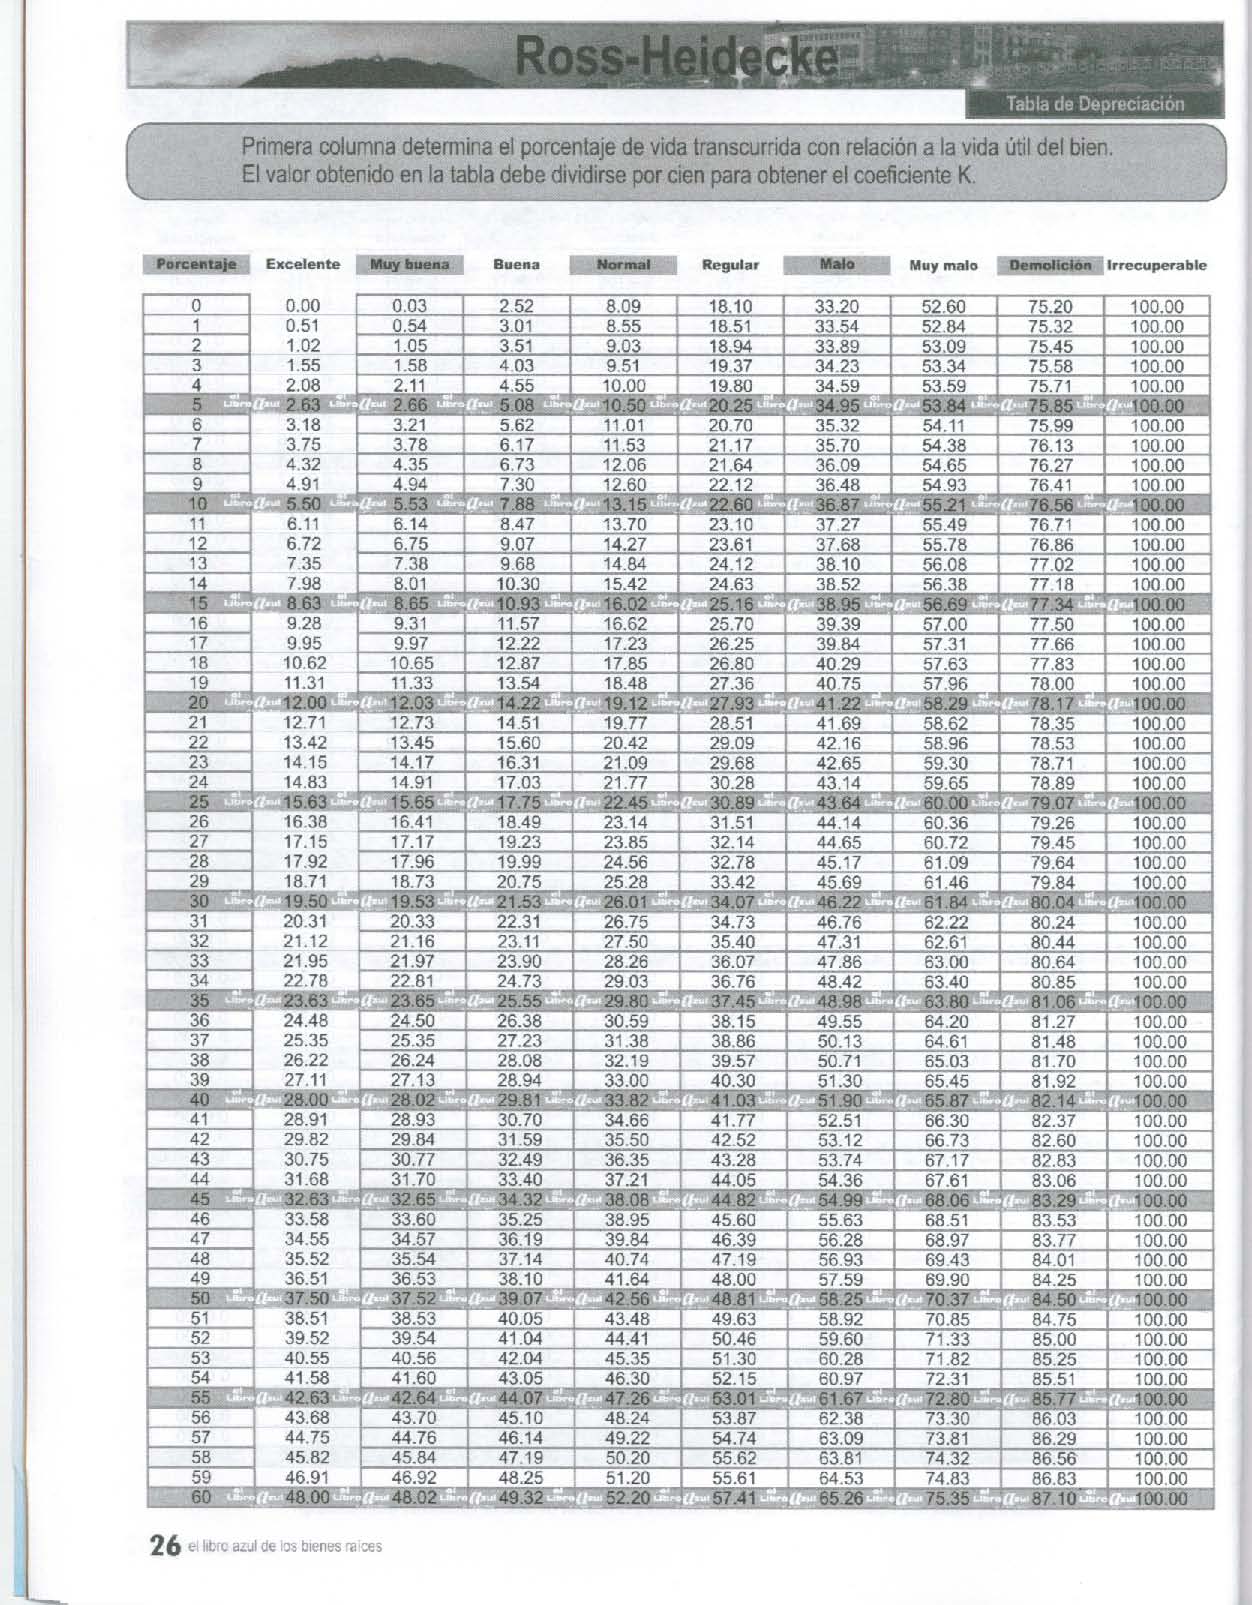 Ross-Heidecke
Tabla de Depreciación
Primera columna determina el porcentaje de vida transcurrida con relación a la vida útil del bien.
El valor obtenido en la tabla debe dividirse por cien para obtener el coeficiente K.
Porcentaje Excelente Muy buena Buena Normal Regular Malo Muy malo Demolición Irrecuperable
0 0.00 0.03 2.52 8.09 18.10 33.20 52.60 75.20 100.00
1 0.51 0.54 3.01 8.55 18.51 33.54 52.84 75.32 100.00
2 1.02 1.05 3.51 9.03 18.94 33.89 53.09 75.45 100.00
3 1.55 1.58 4.03 9.51 19.37 34.23 53.34 75.58 100.00
4 2.08 2.11 4.55 10.00 19.80 34.59 53.59 75.71 100.00
5 2.63 2.66 5.08 10.50 20.25 34.95 53.84 75.85 100.00
6 3.18 3.21 5.62 11.01 20.70 35.32 54.11 75.99 100.00
7 3.75 3.78 6.17 11.53 21.17 35.70 54.38 76.13 100.00
8 4.32 4.35 6.73 12.06 21.64 36.09 54.65 76.27 100.00
9 4.91 4.94 7.30 12.60 22.12 36.48 54.93 76.41 100.00
10 5.50 5.53 7.88 13.15 22.60 36.87 55.21 76.56 100.00
11 6.11 6.14 8.47 13.70 23.10 37.27 55.49 76.71 100.00
12 6.72 6.75 9.07 14.27 23.61 37.68 55.78 76.86 100.00
13 7.35 7.38 9.68 14.84 24.12 38.10 56.08 77.02 100.00
14 7.98 8.01 10.30 15.42 24.63 38.52 56.38 77.18 100.00
15 8.63 8.65 10.93 16.02 25.16 38.95 56.69 77.34 100.00
16 9.28 9.31 11.57 16.62 25.70 39.39 57.00 77.50 100.00
17 9.95 9.97 12.22 17.23 26.25 39.84 57.31 77.66 100.00
18 10.62 10.65 12.87 17.85 26.80 40.29 57.63 77.83 100.00
19 11.31 11.33 13.54 18.48 27.36 40.75 57.96 78.00 100.00
20 12.00 12.03 14.22 19.12 27.93 41.22 58.29 78.17 100.00
21 12.71 12.73 14.51 19.77 28.51 41.69 58.62 78.35 100.00
22 13.42 13.45 15.60 20.42 29.09 42.16 58.96 78.53 100.00
23 14.15 14.17 16.31 21.09 29.68 42.65 59.30 78.71 100.00
24 14.83 14.91 17.03 21.77 30.28 43.14 59.65 78.89 100.00
25 15.63 15.65 17.75 22.45 30.89 43.64 60.00 79.07 100.00
26 16.38 16.41 18.49 23.14 31.51 44.14 60.36 79.26 100.00
27 17.15 17.17 19.23 23.85 32.14 44.65 60.72 79.45 100.00
28 17.92 17.96 19.99 24.56 32.78 45.17 61.09 79.64 100.00
29 18.71 18.73 20.75 25.28 33.42 45.69 61.46 79.84 100.00
30 19.50 19.53 21.53 26.01 34.07 46.22 61.84 80.04 100.00
31 20.31 20.33 22.31 26.75 34.73 46.76 62.22 80.24 100.00
32 21.12 21.16 23.11 27.50 35.40 47.31 62.61 80.44 100.00
33 21.95 21.97 23.90 28.26 36.07 47.86 63.00 80.64 100.00
34 22.78 22.81 24.73 29.03 36.76 48.42 63.40 80.85 100.00
35 23.63 23.65 25.55 29.80 37.45 48.98 63.80 81.06 100.00
36 24.48 24.50 26.38 30.59 38.15 49.55 64.20 81.27 100.00
37 25.35 25.35 27.23 31.38 38.86 50.13 64.61 81.48 100.00
38 26.22 26.24 28.08 32.19 39.57 50.71 65.03 81.70 100.00
39 27.11 27.13 28.94 33.00 40.30 51.30 65.45 81.92 100.00
40 28.00 28.02 29.81 33.82 41.03 51.90 65.87 82.14 100.00
41 28.91 28.93 30.70 34.66 41.77 52.51 66.30 82.37 100.00
42 29.82 29.84 31.59 35.50 42.52 53.12 66.73 82.60 100.00
43 30.75 30.77 32.49 36.35 43.28 53.74 67.17 82.83 100.00
44 31.68 31.70 33.40 37.21 44.05 54.36 67.61 83.06 100.00
45 32.63 32.65 34.32 38.08 44.82 54.99 68.06 83.29 100.00
46 33.58 33.60 35.25 38.95 45.60 55.63 68.51 83.53 100.00
47 34.55 34.57 36.19 39.84 46.39 56.28 68.97 83.77 100.00
48 35.52 35.54 37.14 40.74 47.19 56.93 69.43 84.01 100.00
49 36.51 36.53 38.10 41.64 48.00 57.59 69.90 84.25 100.00
50 37.50 37.52 39.07 42.56 48.81 58.25 70.37 84.50 100.00
51 38.51 38.53 40.05 43.48 49.63 58.92 70.85 84.75 100.00
52 39.52 39.54 41.04 44.41 50.46 59.60 71.33 85.00 100.00
53 40.55 40.56 42.04 45.35 51.30 60.28 71.82 85.25 100.00
54 41.58 41.60 43.05 46.30 52.15 60.97 72.31 85.51 100.00
55 42.63 42.64 44.07 47.26 53.01 61.67 72.80 85.77 100.00
56 43.68 43.70 45.10 48.24 53.87 62.38 73.30 86.03 100.00
57 44.75 44.76 46.14 49.22 54.74 63.09 73.81 86.29 100.00
58 45.82 45.84 47.19 50.20 55.62 63.81 74.32 86.56 100.00
59 46.91 46.92 48.25 51.20 55.61 64.53 74.83 86.83 100.00
60 48.00 48.02 49.32 52.20 57.41 65.26 75.35 87.10 100.00
26 el libro azul de los bienes raíces